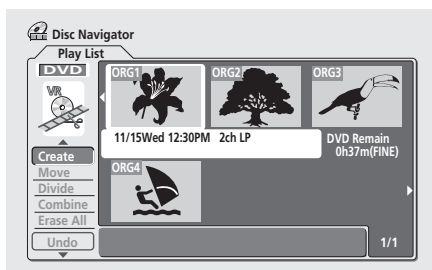 Disc Navigator
Play List
DVD
VR
ORG1
ORG2
ORG3
11/15Wed 12:30PM 2ch LP
DVD Remain
0h37m(FINE)
Create
Move
Divide
Combine
Erase All
Undo
ORG4
1/1